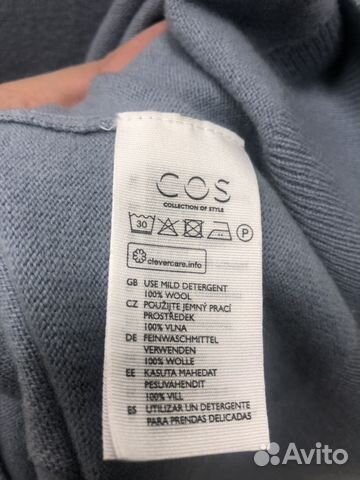 COS
COLLECTION OF STYLE
30 P
clevercare.info
GB USE MILD DETERGENT
100% WOOL
CZ POUŽIJTE JEMNÝ PRACÍ
PROSTŘEDEK
100% VLNA
DE FEINWASCHMITTEL
VERWENDEN
100% WOLLE
EE KASUTA MAHEDAT
PESUVAHENDIT
100% VILL
ES UTILIZAR UN DETERGENTE
PARA PRENDAS DELICADAS
Avito